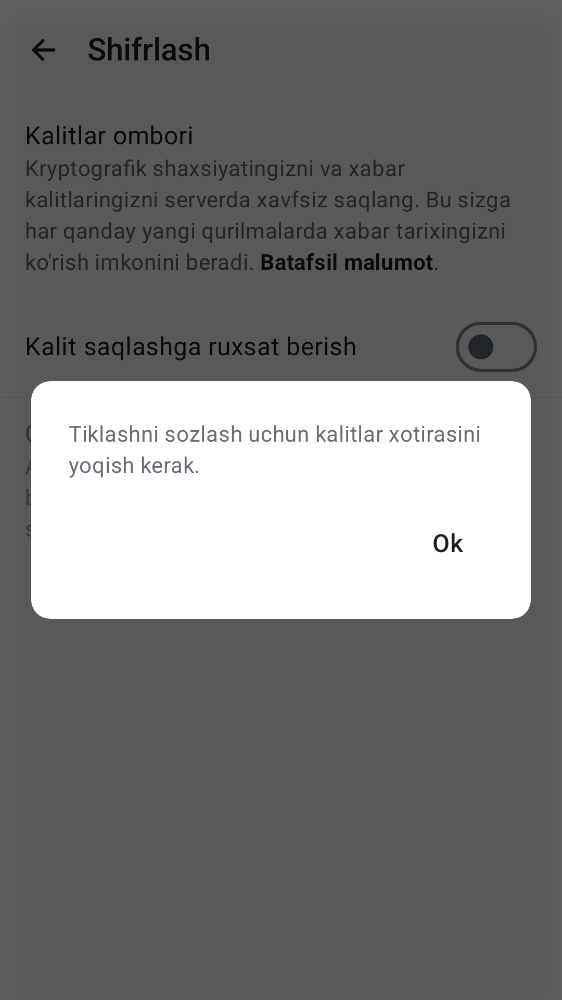 Shifrlash
Kalitlar ombori
Kryptografik shaxsiyatingizni va xabar
kalitlaringizni serverda xavfsiz saqlang. Bu sizga
har qanday yangi qurilmalarda xabar tarixingizni
ko'rish imkonini beradi. Batafsil malumot.
Kalit saqlashga ruxsat berish
Tiklashni sozlash uchun kalitlar xotirasini
yoqish kerak.
Ok